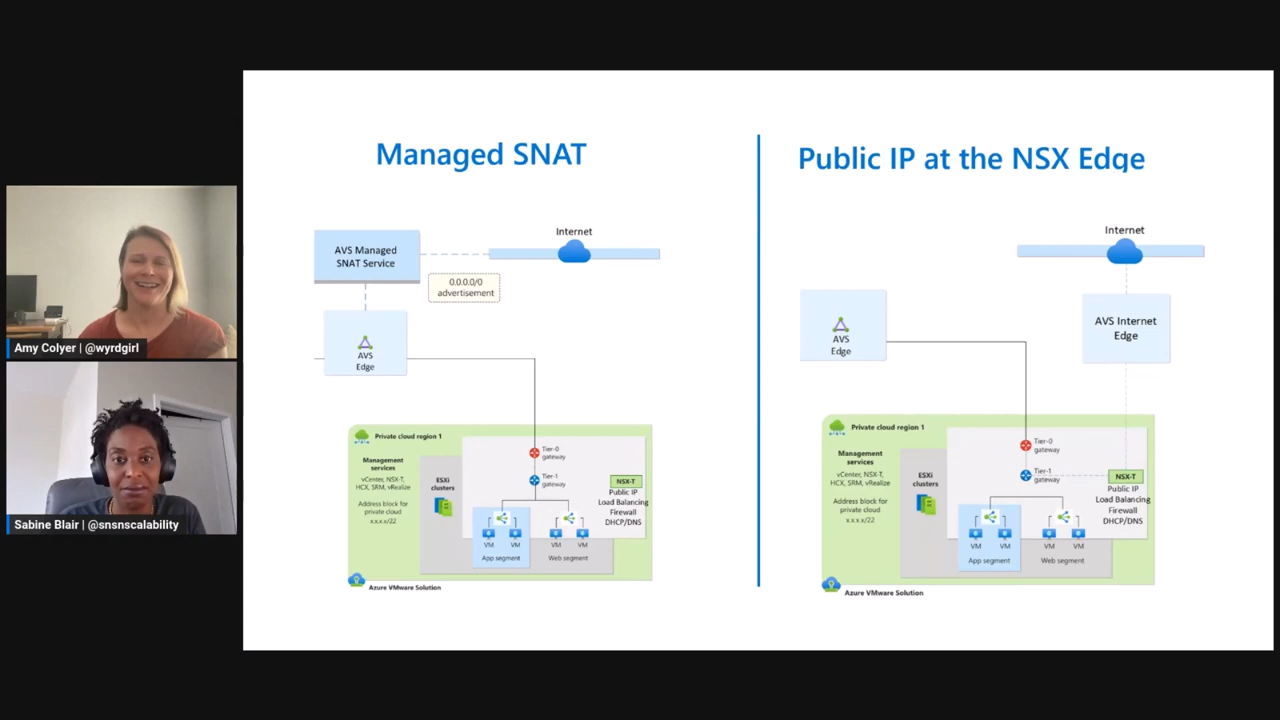 Managed SNAT
AVS Managed
SNAT Service
Internet
0.0.0.0/0
advertisement
AVS
Edge
Private cloud region 1
Management
services
vCenter, NSX-T,
HCX, SRM, vRealize
Address block for
private cloud
x.x.x.x/22
ESXi
clusters
Tier-0
gateway
Tier-1
gateway
NSX-T
Public IP
Load Balancing
Firewall
DHCP/DNS
VM
VM
VM
VM
App segment
Web segment
Azure VMware Solution
Public IP at the NSX Edge
Internet
AVS
Edge
AVS Internet
Edge
Private cloud region 1
Management
services
vCenter, NSX-T,
HCX, SRM, vRealize
Address block for
private cloud
x.x.x.x/22
ESXi
clusters
Tier-0
gateway
Tier-1
gateway
NSX-T
Public IP
Load Balancing
Firewall
DHCP/DNS
VM
VM
VM
VM
App segment
Web segment
Azure VMware Solution
Amy Colyer | @wyrdgirl
Sabine Blair | @snsnscalability